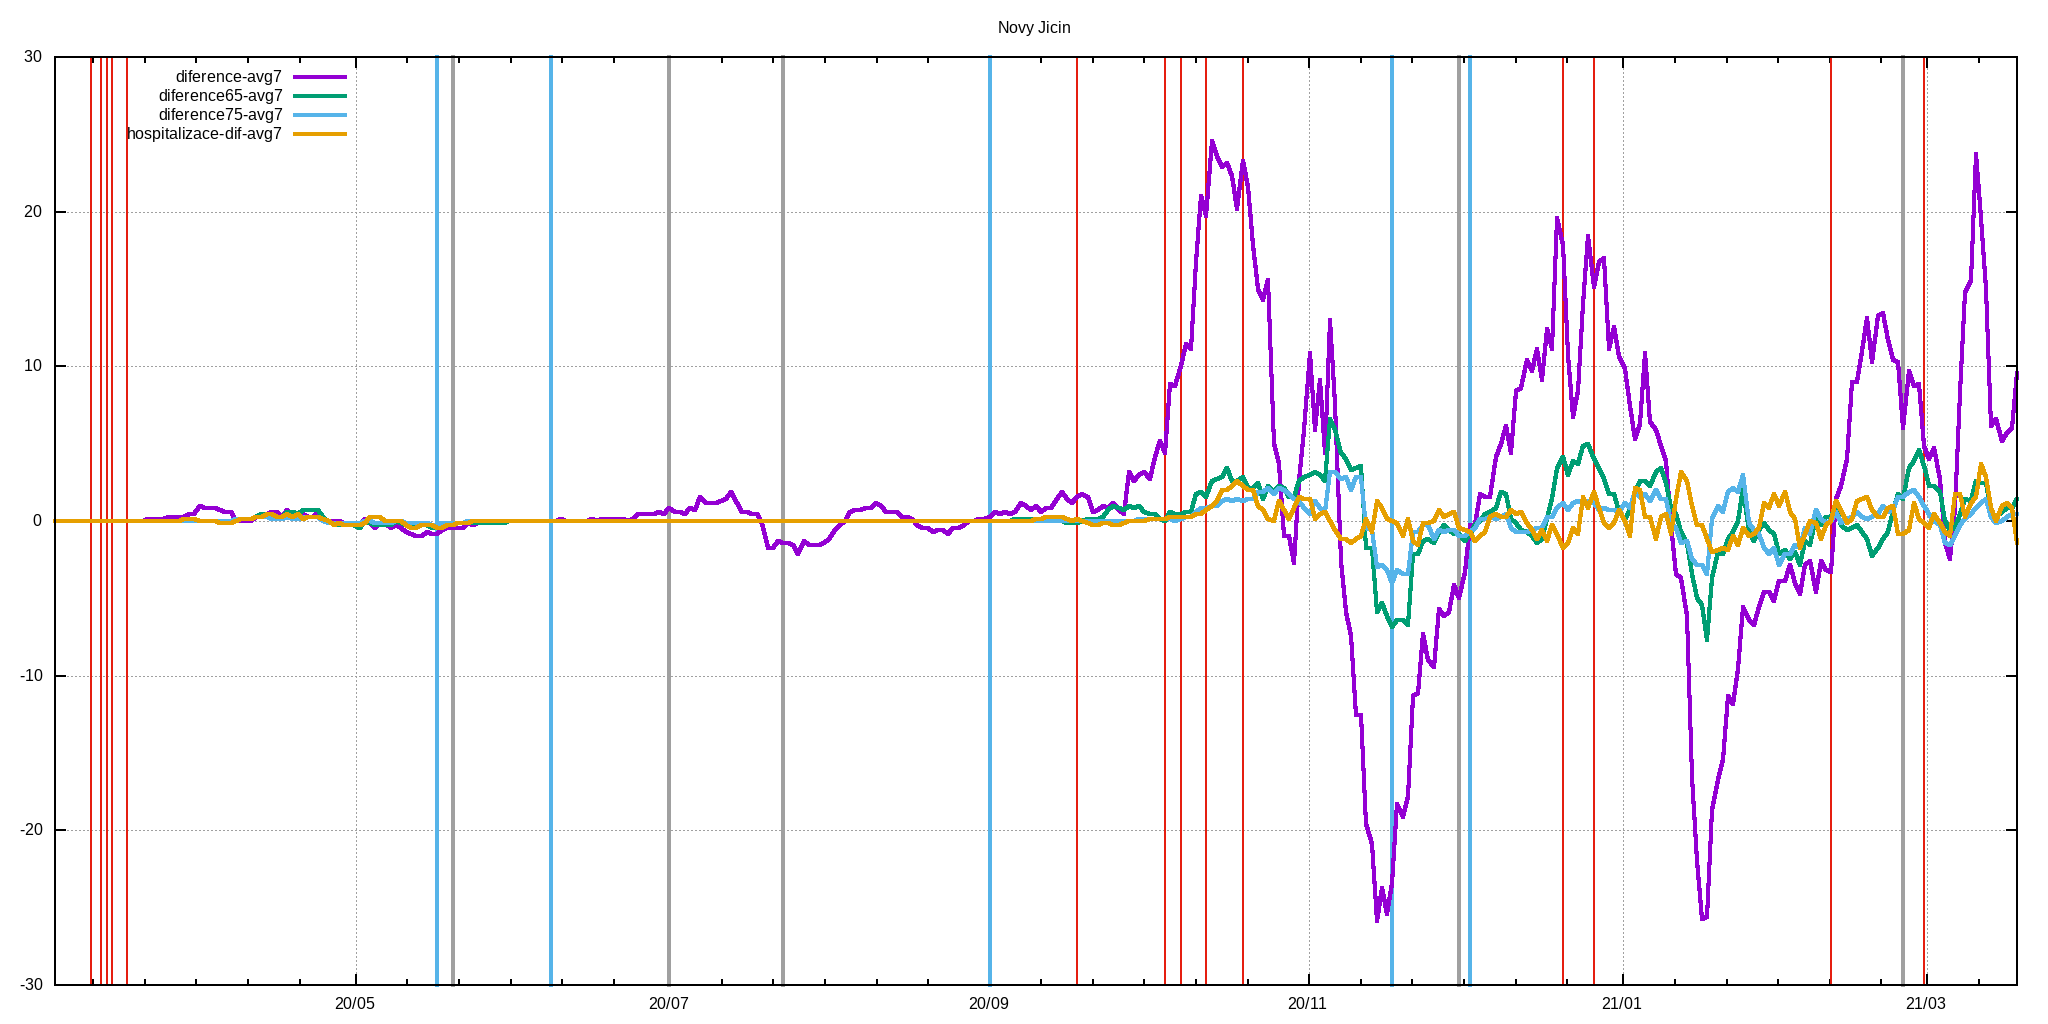 Novy Jicin
30
diference-avg7
diference65-avg7
diference75-avg7
hospitalizace-dif-avg7
20
10
0
-10
-20
-30
20/05
20/07
20/09
20/11
21/01
21/03